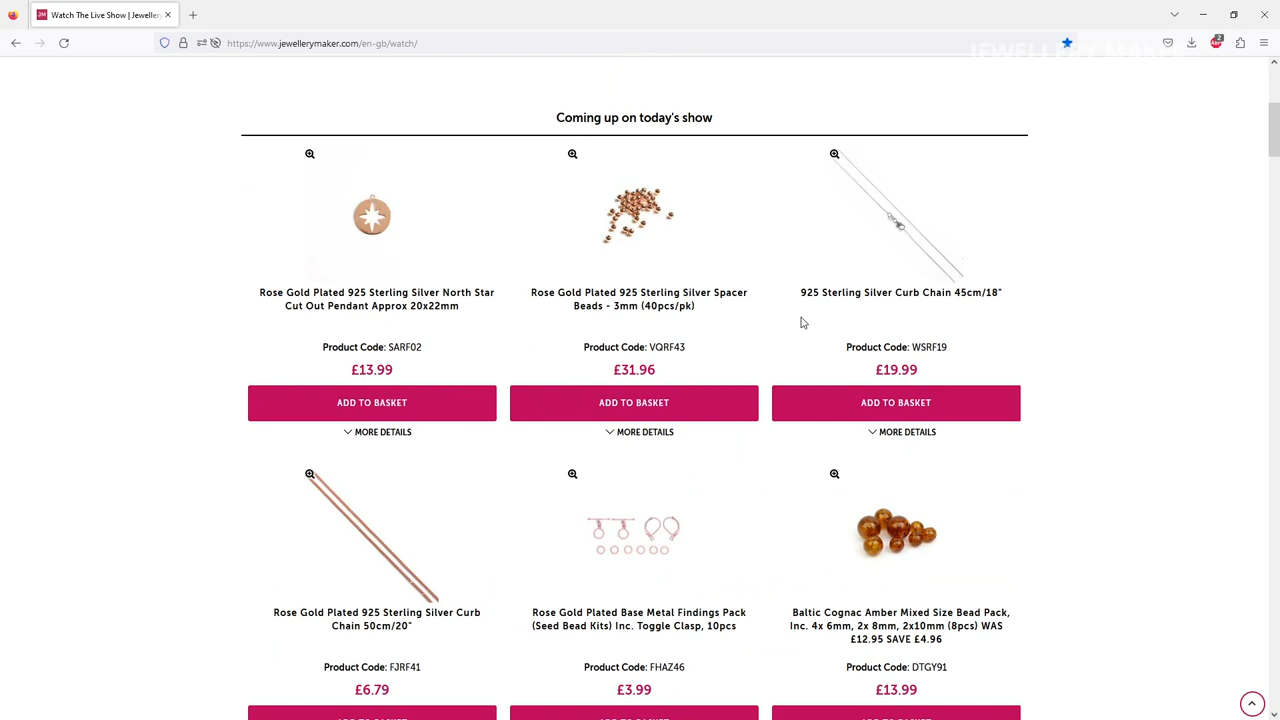 Watch The Live Show | Jeweller
https://www.jewellerymaker.com/en-gb/watch/
2
JEWELLERY MAKER
Coming up on today's show
Rose Gold Plated 925 Sterling Silver North Star
Cut Out Pendant Approx 20x22mm
Product Code: SARF02
£13.99
ADD TO BASKET
MORE DETAILS
Rose Gold Plated 925 Sterling Silver Spacer
Beads - 3mm (40pcs/pk)
Product Code: VQRF43
£31.96
ADD TO BASKET
MORE DETAILS
925 Sterling Silver Curb Chain 45cm/18"
Product Code: WSRF19
£19.99
ADD TO BASKET
MORE DETAILS
Rose Gold Plated 925 Sterling Silver Curb
Chain 50cm/20"
Product Code: FJRF41
£6.79
Rose Gold Plated Base Metal Findings Pack
(Seed Bead Kits) Inc. Toggle Clasp, 10pcs
Product Code: FHAZ46
£3.99
Baltic Cognac Amber Mixed Size Bead Pack,
Inc. 4x 6mm, 2x 8mm, 2x10mm (8pcs) WAS
£12.95 SAVE £4.96
Product Code: DTGY91
£13.99